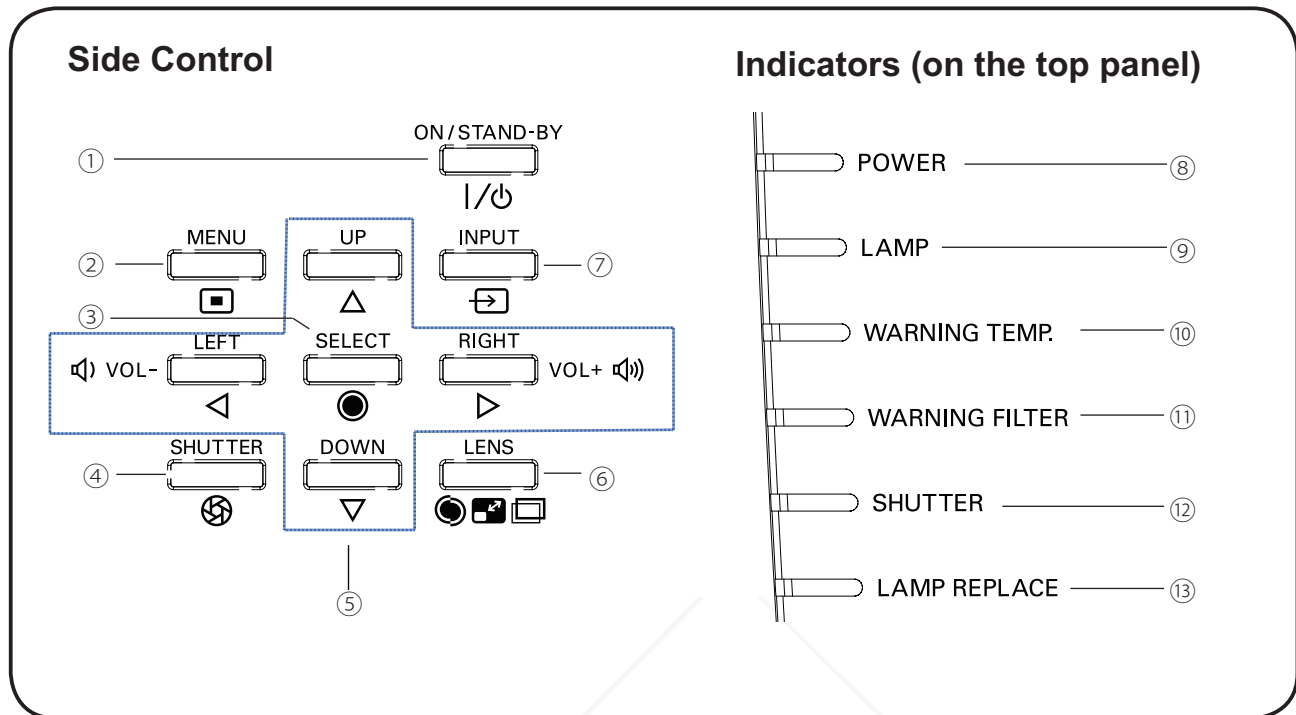 Side Control
Indicators (on the top panel)
ON/STAND-BY
①
MENU
UP
INPUT
②
⑦
③
LEFT
SELECT
RIGHT
VOL-
VOL+
SHUTTER
DOWN
LENS
④
⑥
⑤
POWER ⑧
LAMP ⑨
WARNING TEMP. ⑩
WARNING FILTER ⑪
SHUTTER ⑫
LAMP REPLACE ⑬